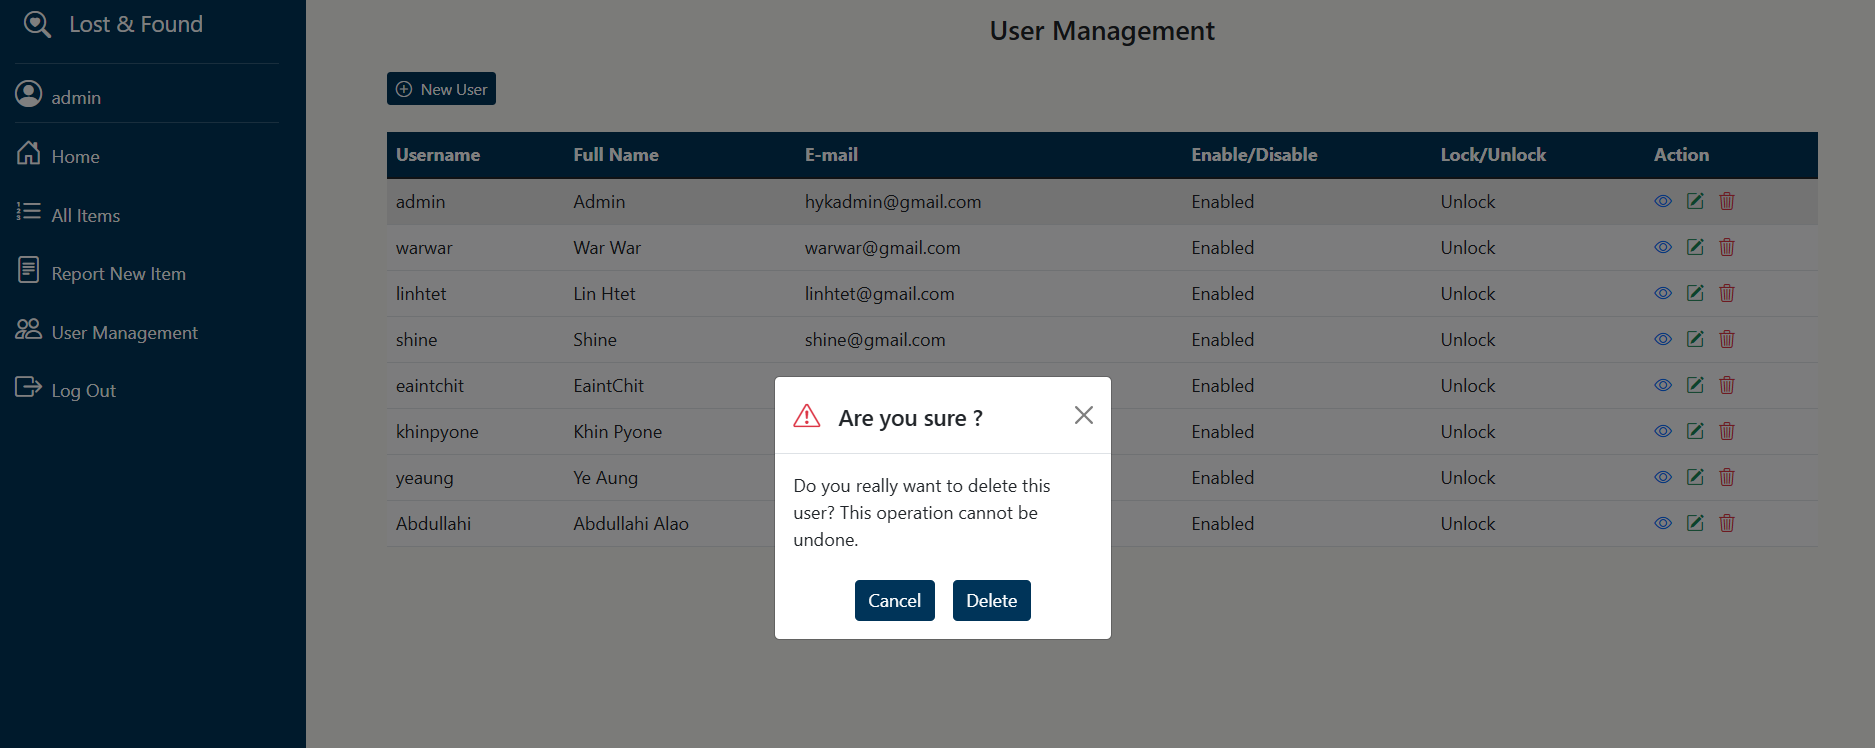 Lost & Found
admin
Home
All Items
Report New Item
User Management
Log Out
User Management
New User
Username Full Name E-mail Enable/Disable Lock/Unlock Action
admin Admin hykadmin@gmail.com Enabled Unlock
warwar War War warwar@gmail.com Enabled Unlock
linhtet Lin Htet linhtet@gmail.com Enabled Unlock
shine Shine shine@gmail.com Enabled Unlock
eaintchit EaintChit Enabled Unlock
khinpyone Khin Pyone Enabled Unlock
yeaung Ye Aung Enabled Unlock
Abdullahi Abdullahi Alao Enabled Unlock
Are you sure ?
Do you really want to delete this
user? This operation cannot be
undone.
Cancel Delete